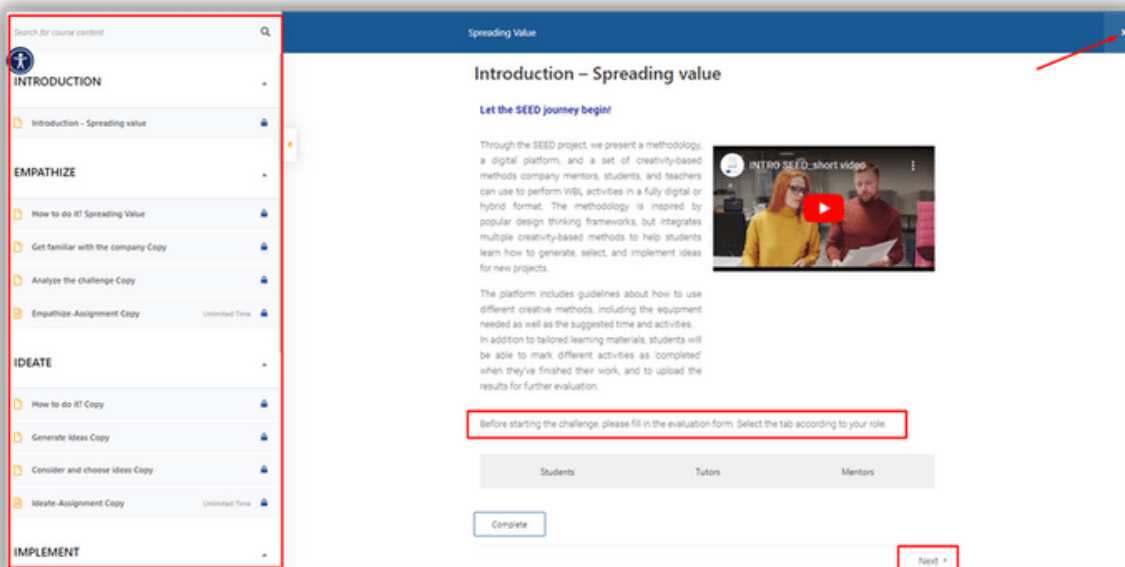 Search for course content
INTRODUCTION
Introduction - Spreading value
EMPATHIZE
How to do it? Spreading Value
Get familiar with the company Copy
Analyze the challenge Copy
Empathize-Assignment Copy Unlimited Time
IDEATE
How to do it? Copy
Generate Ideas Copy
Consider and choose ideas Copy
Ideate-Assignment Copy Unlimited Time
IMPLEMENT
Spreading Value
Introduction – Spreading value
Let the SEED journey begin!
Through the SEED project, we present a methodology,
a digital platform, and a set of creativity-based
methods company mentors, students, and teachers
can use to perform WBL activities in a fully digital or
hybrid format. The methodology is inspired by
popular design thinking frameworks, but integrates
multiple creativity-based methods to help students
learn how to generate, select, and implement ideas
for new projects.
INTRO SEED_short video
The platform includes guidelines about how to use
different creative methods, including the equipment
needed as well as the suggested time and activities.
In addition to tailored learning materials, students will
be able to mark different activities as 'completed'
when they've finished their work, and to upload the
results for further evaluation.
Before starting the challenge, please fill in the evaluation form. Select the tab according to your role.
Students Tutors Mentors
Complete
Next